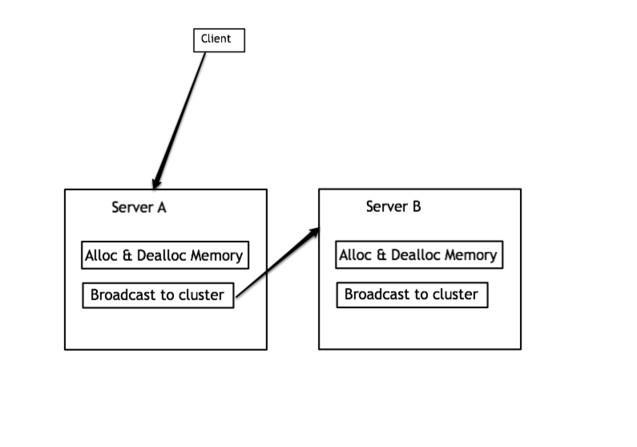 Client
Server A
Server B
Alloc & Dealloc Memory
Alloc & Dealloc Memory
Broadcast to cluster
Broadcast to cluster